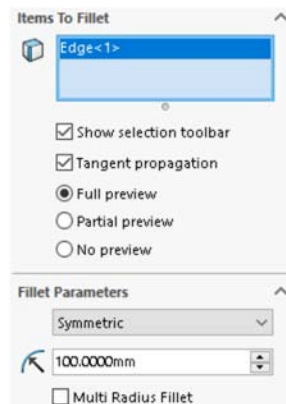 Items To Fillet
Edge<1>
Show selection toolbar
Tangent propagation
Full preview
Partial preview
No preview
Fillet Parameters
Symmetric
100.0000mm
Multi Radius Fillet